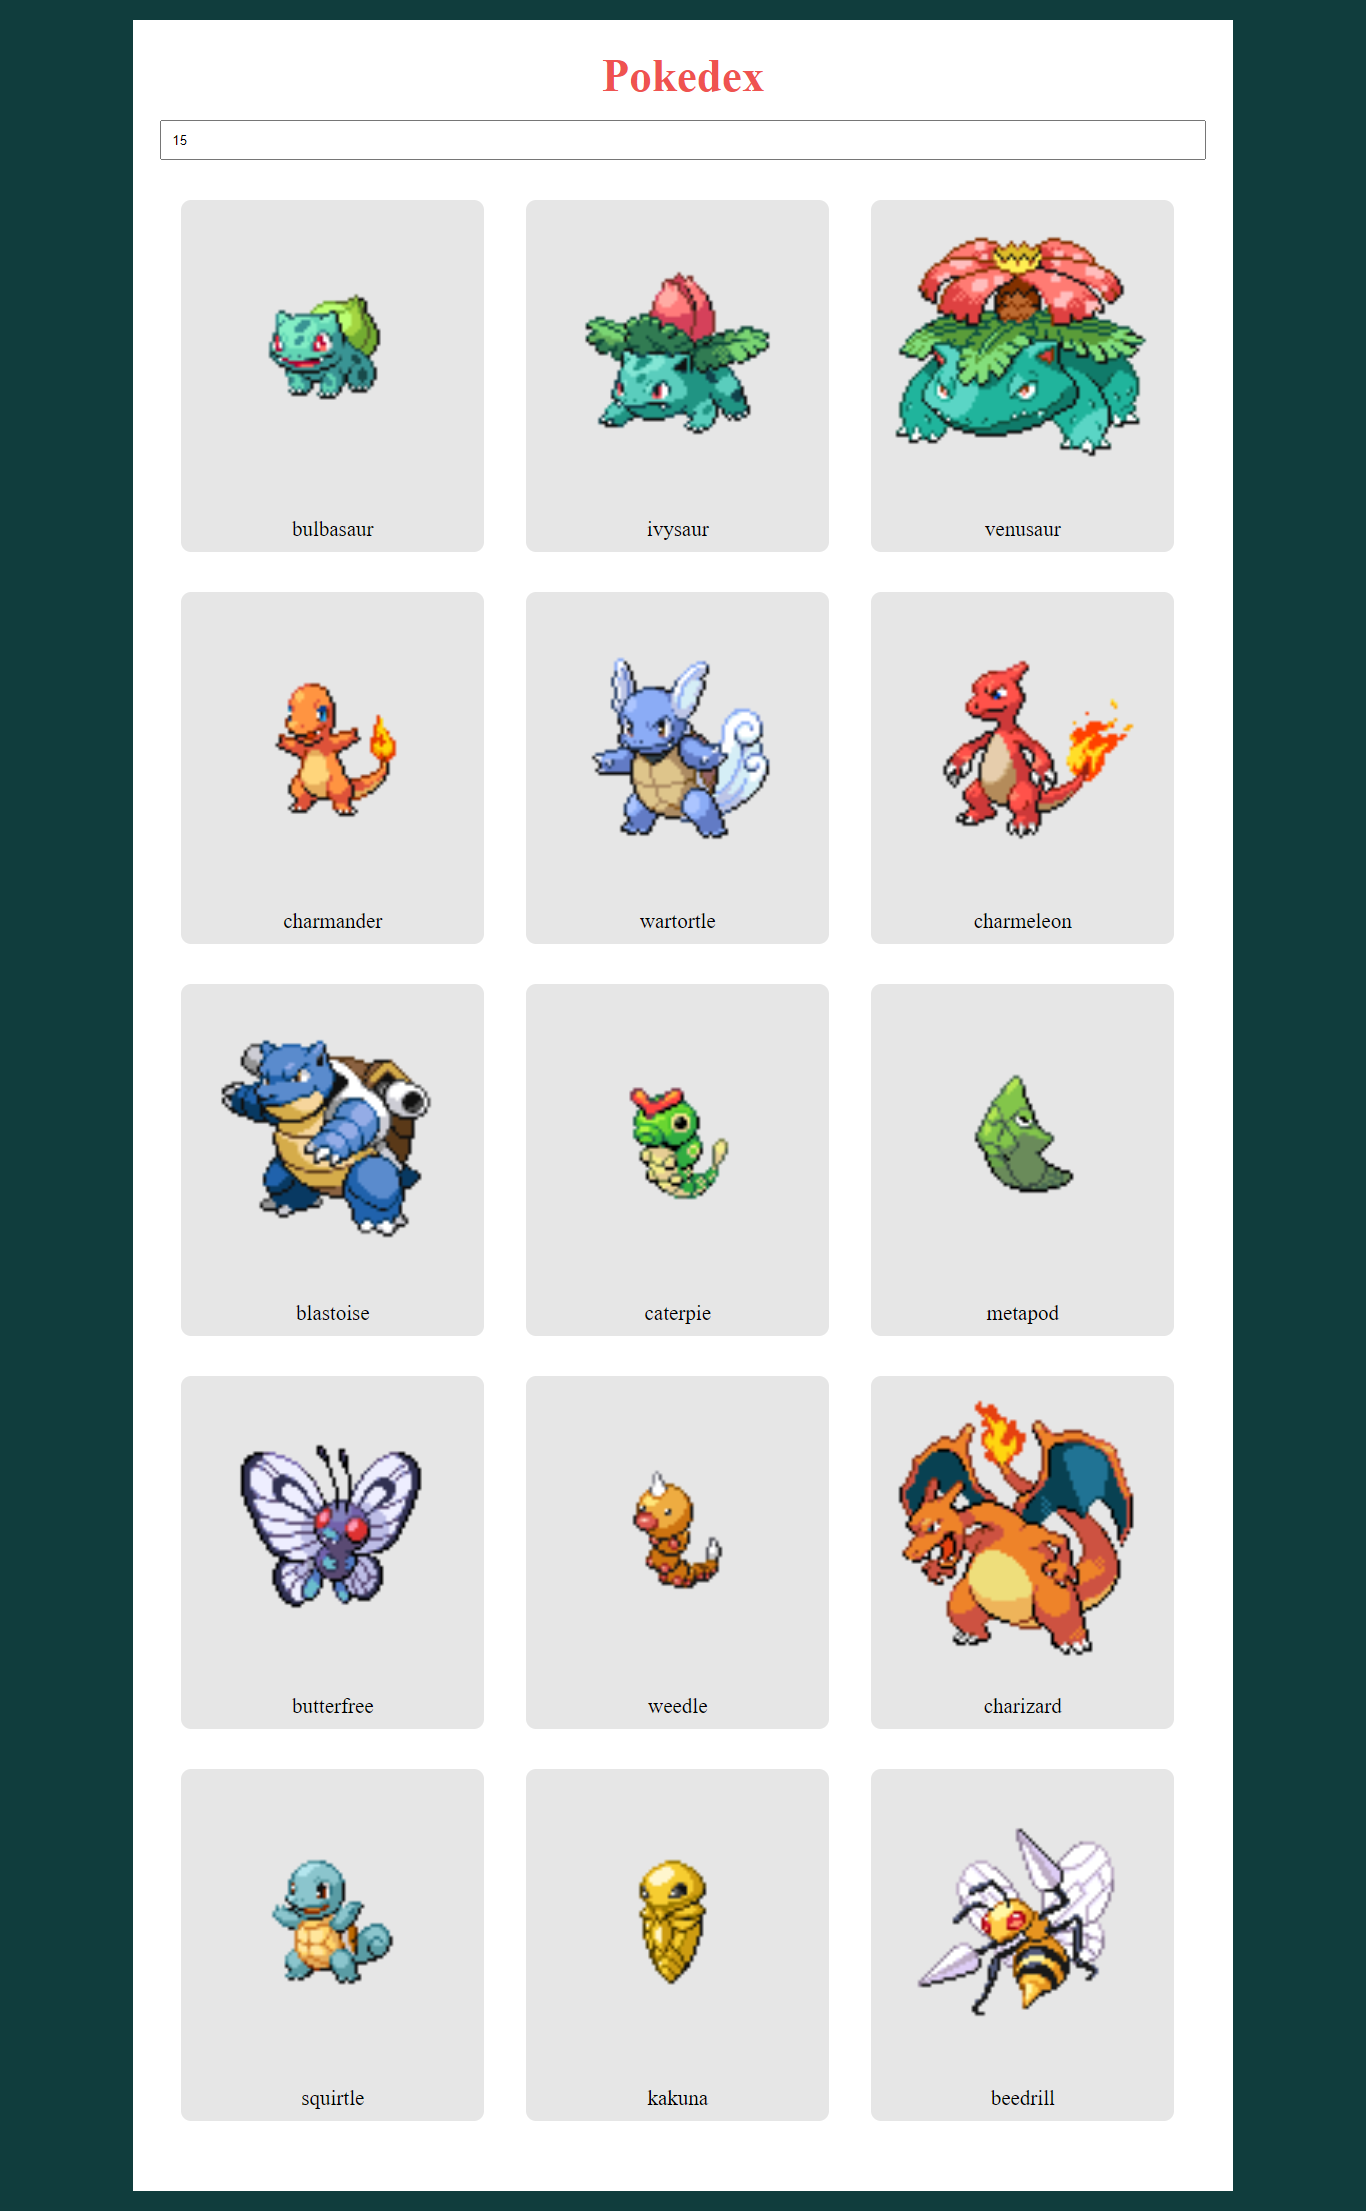 Pokedex
15
bulbasaur
ivysaur
venusaur
charmander
wartortle
charmeleon
blastoise
caterpie
metapod
butterfree
weedle
charizard
squirtle
kakuna
beedrill